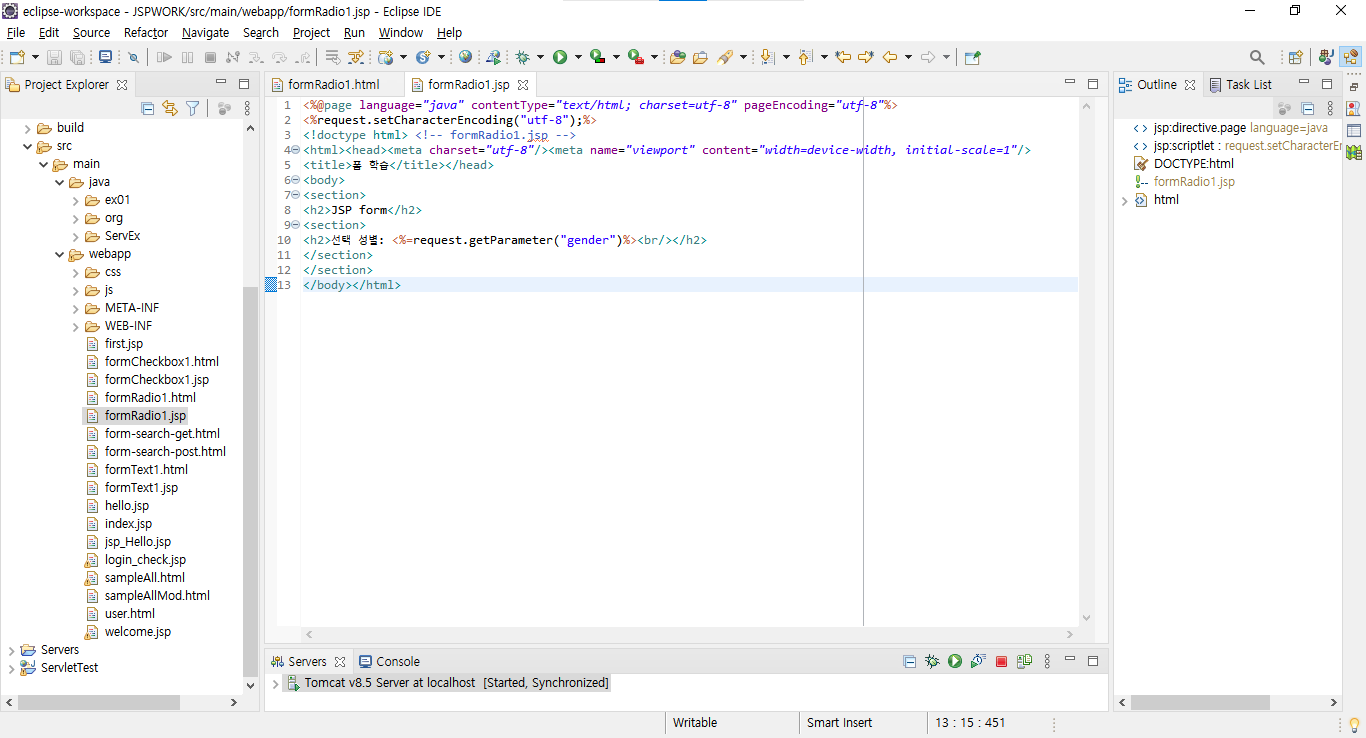 eclipse-workspace - JSPWORK/src/main/webapp/formRadio1.jsp - Eclipse IDE
File Edit Source Refactor Navigate Search Project Run Window Help
Project Explorer
build
src
main
java
ex01
org
ServEx
webapp
css
js
META-INF
WEB-INF
first.jsp
formCheckbox1.html
formCheckbox1.jsp
formRadio1.html
formRadio1.jsp
form-search-get.html
form-search-post.html
formText1.html
formText1.jsp
hello.jsp
index.jsp
jsp_Hello.jsp
login_check.jsp
sampleAll.html
sampleAllMod.html
user.html
welcome.jsp
Servers
ServletTest
formRadio1.html formRadio1.jsp
1 <%@page language="java" contentType="text/html; charset=utf-8" pageEncoding="utf-8"%>
2 <%request.setCharacterEncoding("utf-8");%>
3 <!doctype html> <!-- formRadio1.jsp -->
4 <html><head><meta charset="utf-8"/><meta name="viewport" content="width=device-width, initial-scale=1"/>
5 <title>폼 학습</title></head>
6 <body>
7 <section>
8 <h2>JSP form</h2>
9 <section>
10 <h2>선택 성별: <%=request.getParameter("gender")%><br/></h2>
11 </section>
12 </section>
13 </body></html>
Servers Console
Tomcat v8.5 Server at localhost [Started, Synchronized]
Outline Task List
jsp:directive.page language=java
jsp:scriptlet : request.setCharacterEr
DOCTYPE:html
formRadio1.jsp
html
Writable Smart Insert 13 : 15 : 451